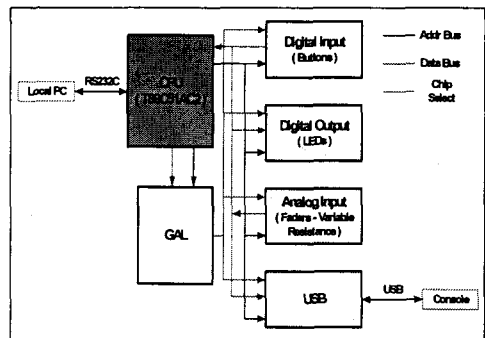 Digital Input
( Buttons )
Addr Bus
Data Bus
Chip
Select
Local PC
RS232C
CPU
Digital Output
( LEDs )
GAL
Analog Input
( Faders - Variable
Resistance )
USB
USB
Console